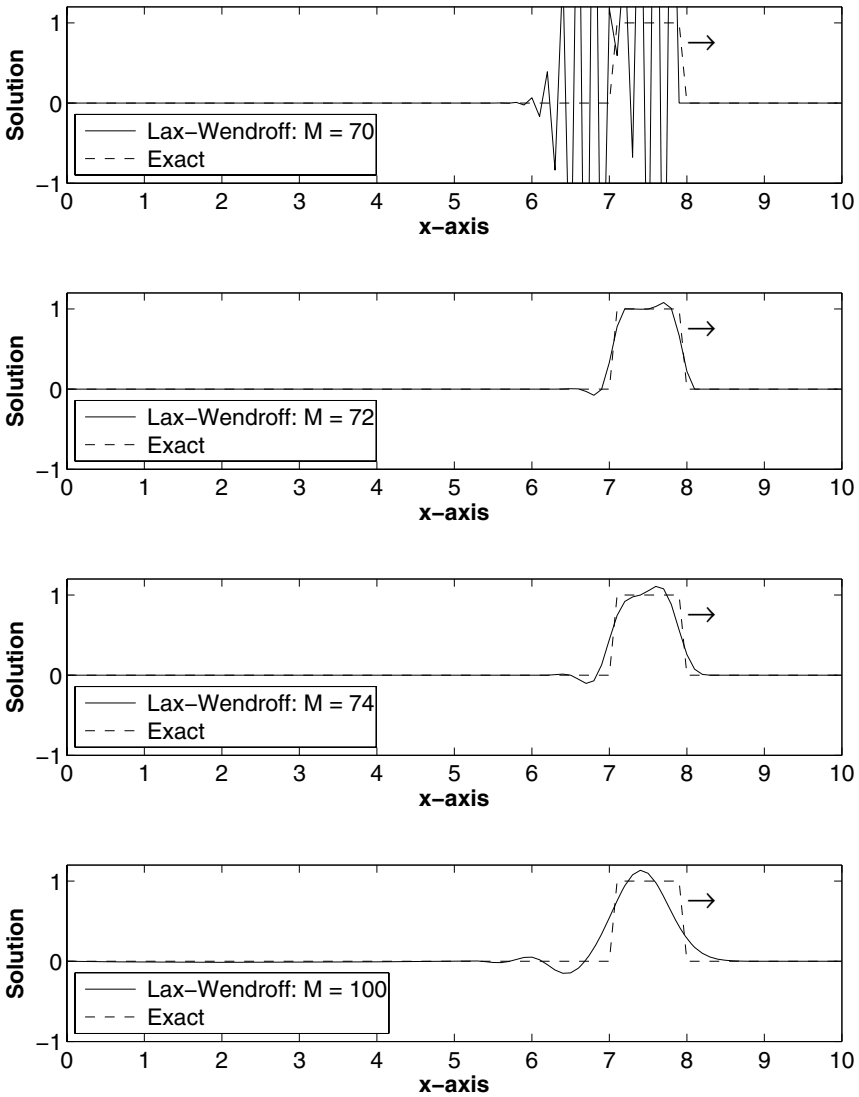 1
0
−1
Solution
Lax−Wendroff: M = 70
Exact
0 1 2 3 4 5 6 7 8 9 10
x−axis
1
0
−1
Solution
Lax−Wendroff: M = 72
Exact
0 1 2 3 4 5 6 7 8 9 10
x−axis
1
0
−1
Solution
Lax−Wendroff: M = 74
Exact
0 1 2 3 4 5 6 7 8 9 10
x−axis
1
0
−1
Solution
Lax−Wendroff: M = 100
Exact
0 1 2 3 4 5 6 7 8 9 10
x−axis